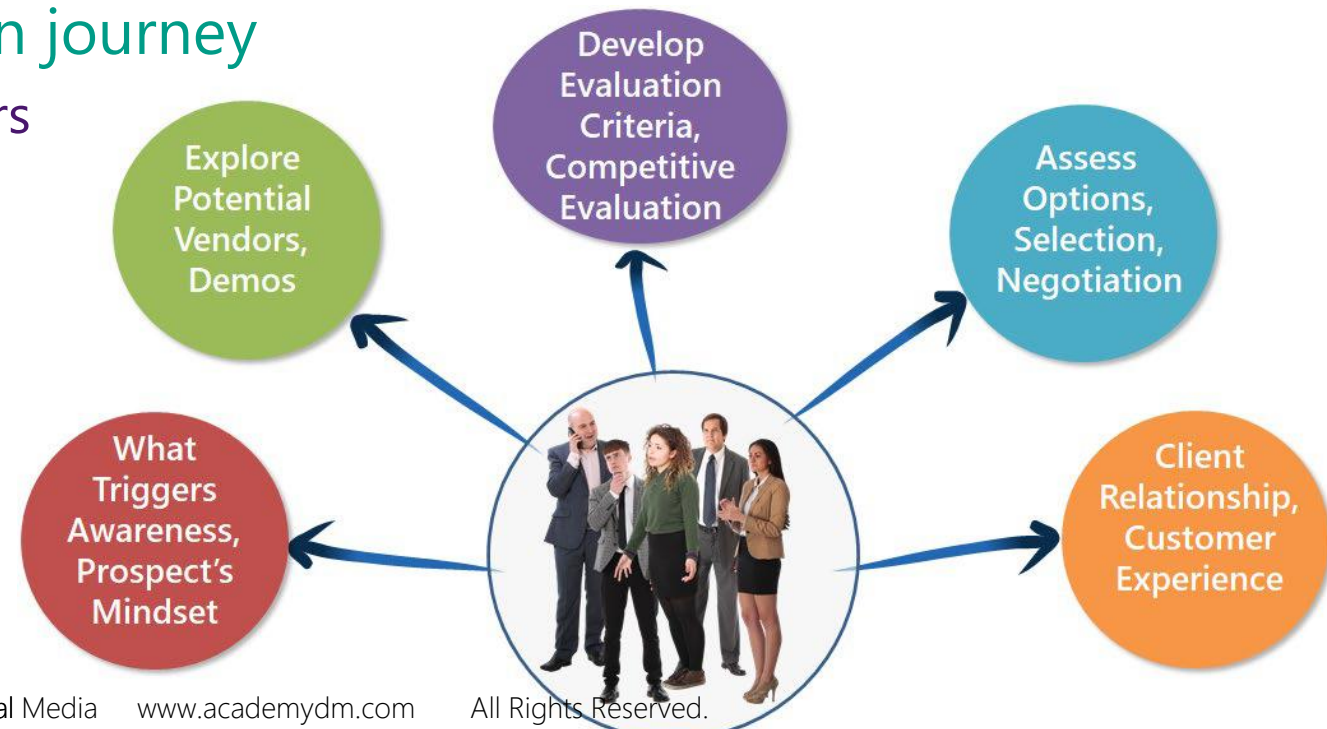 n journey
rs
Develop
Evaluation
Criteria,
Competitive
Evaluation
Explore
Potential
Vendors,
Demos
Assess
Options,
Selection,
Negotiation
What
Triggers
Awareness,
Prospect's
Mindset
Client
Relationship,
Customer
Experience
al Media www.academydm.com All Rights Reserved.